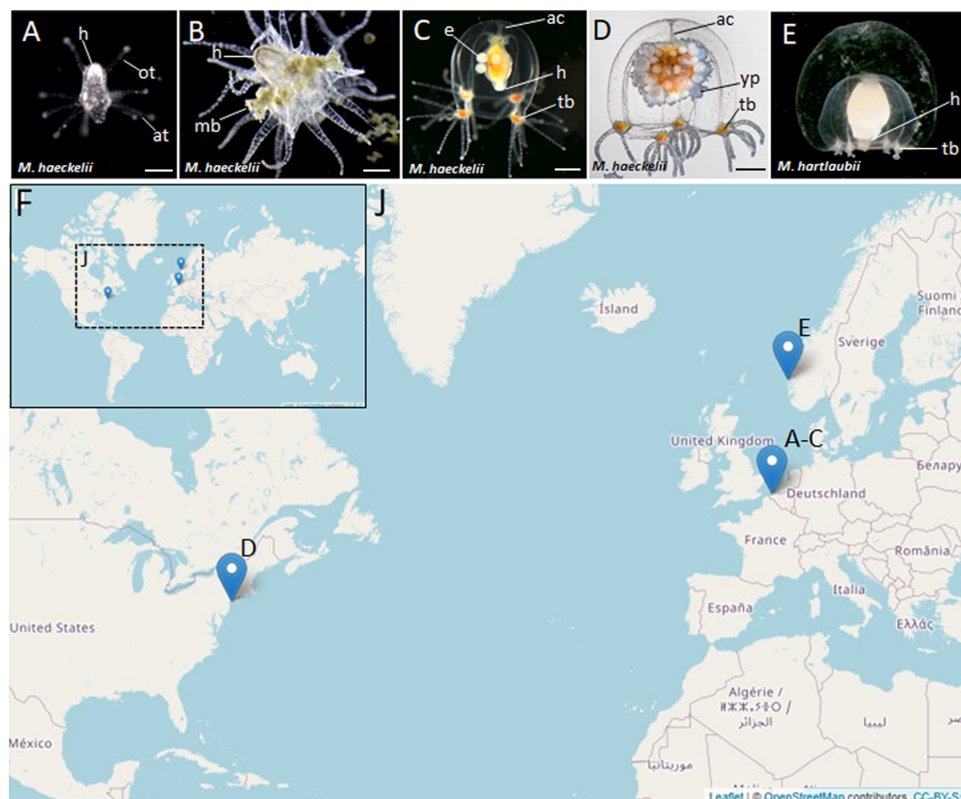 A
h
ot
at
M. haeckelii
B
h
mb
M. haeckelii
C
ac
e
h
tb
M. haeckelii
D
ac
yp
tb
M. haeckelii
E
h
tb
M. hartlaubii
F
J
J
Ísland
Suomi
Finland
Sverige
E
United Kingdom
A-C
Беларусь
Deutschland
France
România
Italia
España
Ελλάς
D
United States
México
Algérie /
ⵍⵣⵣⴰⵢⴻⵔ /
الجزائر
ليبيا
موريتانيا
Leaflet | © OpenStreetMap contributors, CC-BY-S